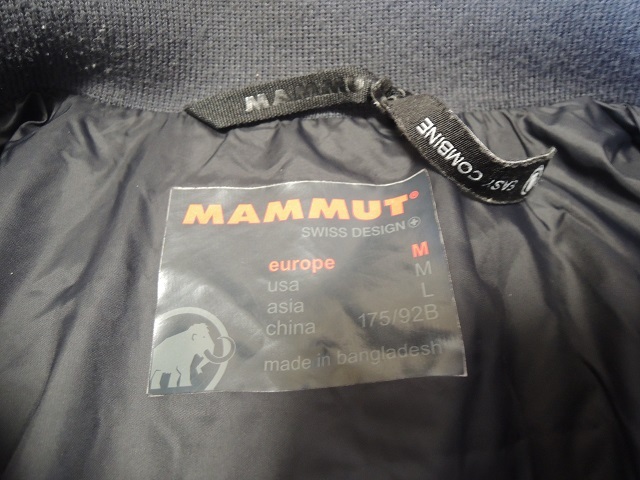 MAMMUT
EASY COMBINE
MAMMUT®
SWISS DESIGN
europe M
usa M
asia L
china 175/92B
made in bangladesh